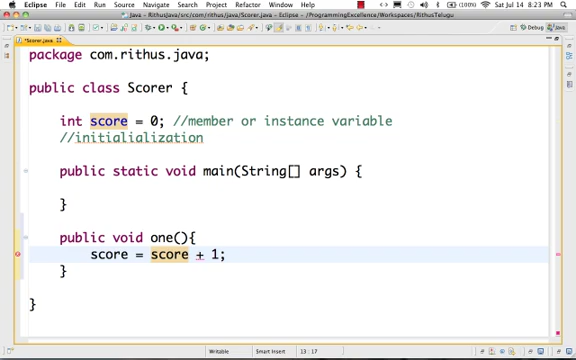 Eclipse File Edit Source Refactor Navigate Search Project Refactor Window Help (100%) Sat Jul 14 8:23 PM
Java - RithusJava/src/com/rithus/java/Scorer.java - Eclipse - /ProgrammingExcellence/Workspaces/RithusTelugu
Debug Java
*Scorer.java
package com.rithus.java;
public class Scorer {
int score = 0; //member or instance variable
//initialialization
public static void main(String[] args) {
}
public void one(){
score = score + 1;
}
}
Writable Smart Insert 13 : 17